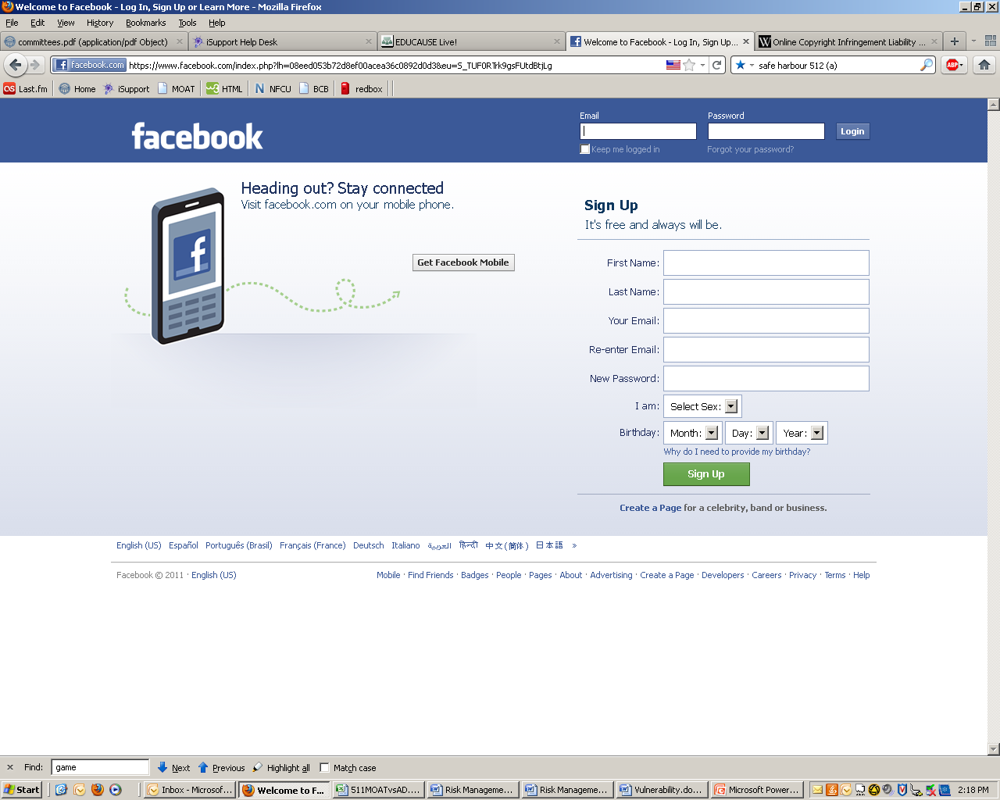 Welcome to Facebook - Log In, Sign Up or Learn More - Mozilla Firefox
File Edit View History Bookmarks Tools Help
committees.pdf (application/pdf Object) iSupport Help Desk EDUCAUSE Live! Welcome to Facebook - Log In, Sign Up... Online Copyright Infringement Liability ...
facebook.com https://www.facebook.com/index.php?lh=08eed053b72d8ef00acea36c0892d0d3&eu=S_TUF0RTrk9gsFUtdBtjLg safe harbour 512 (a) ABP
Last.fm Home iSupport MOAT HTML NFCU BCB redbox
Email Password
facebook
Login
Keep me logged in Forgot your password?
Heading out? Stay connected
Visit facebook.com on your mobile phone.
Get Facebook Mobile
Sign Up
It's free and always will be.
First Name:
Last Name:
Your Email:
Re-enter Email:
New Password:
I am: Select Sex:
Birthday: Month: Day: Year:
Why do I need to provide my birthday?
Sign Up
Create a Page for a celebrity, band or business.
English (US) Español Português (Brasil) Français (France) Deutsch Italiano العربية हिन्दी 中文(简体) 日本語 »
Facebook © 2011 · English (US) Mobile · Find Friends · Badges · People · Pages · About · Advertising · Create a Page · Developers · Careers · Privacy · Terms · Help
Find: game Next Previous Highlight all Match case
Start Inbox - Microsof... Welcome to F... 511MOATvsAD.... Risk Manageme... Risk Manageme... Vulnerability.do... Microsoft Power... 2:18 PM